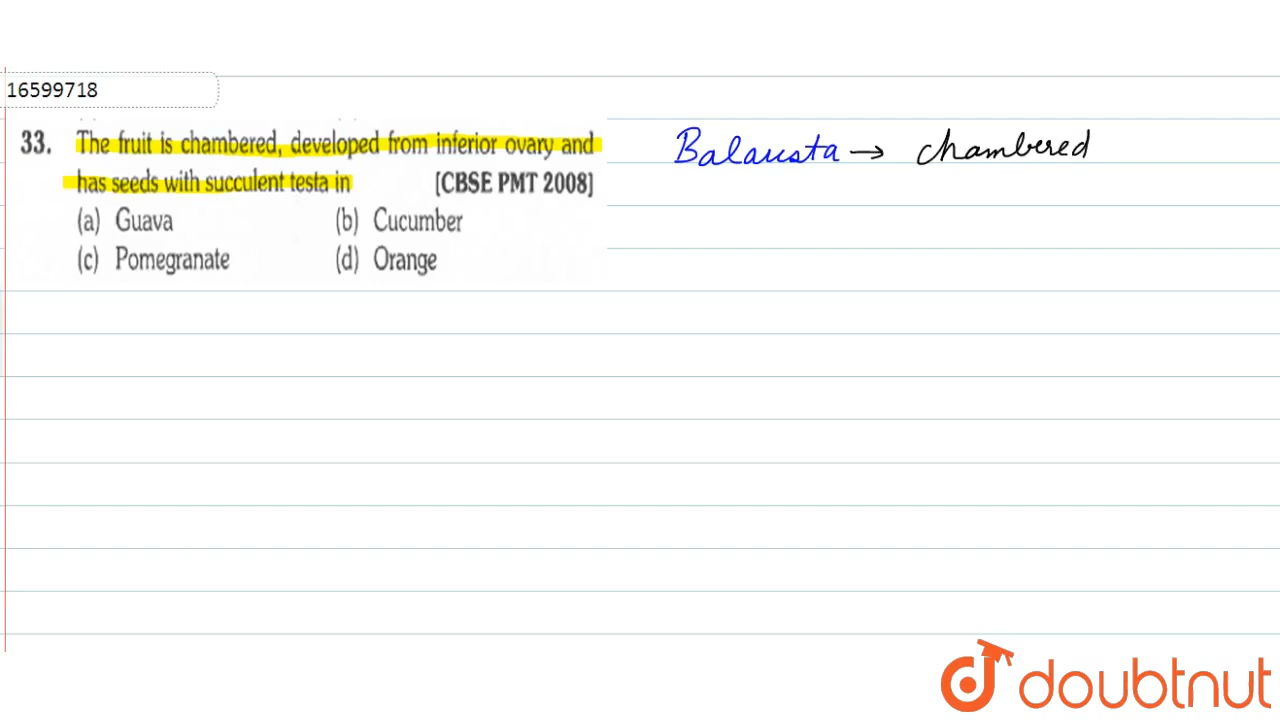 16599718
33. The fruit is chambered, developed from inferior ovary and
has seeds with succulent testa in [CBSE PMT 2008]
(a) Guava (b) Cucumber
(c) Pomegranate (d) Orange
Balausta → chambered
doubtnut